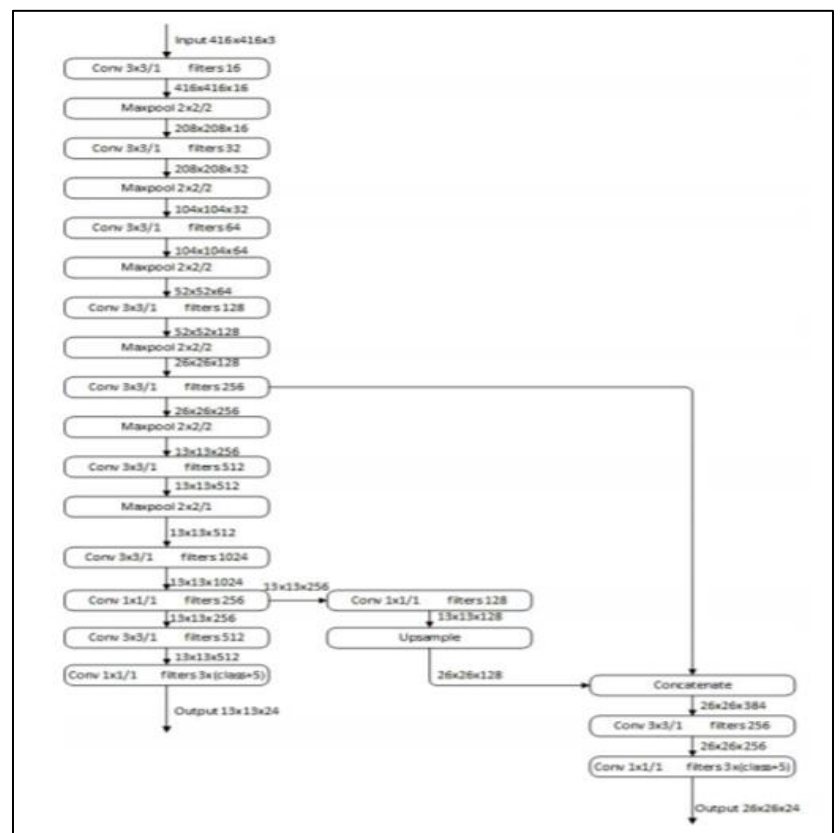 Input 416x416x3
Conv 3x3/1 filters 16
416x416x16
Maxpool 2x2/2
208x208x16
Conv 3x3/1 filters 32
208x208x32
Maxpool 2x2/2
104x104x32
Conv 3x3/1 filters 64
104x104x64
Maxpool 2x2/2
52x52x64
Conv 3x3/1 filters 128
52x52x128
Maxpool 2x2/2
26x26x128
Conv 3x3/1 filters 256
26x26x256
Maxpool 2x2/2
13x13x256
Conv 3x3/1 filters 512
13x13x512
Maxpool 2x2/1
13x13x512
Conv 3x3/1 filters 1024
13x13x1024
Conv 1x1/1 filters 256
13x13x256
Conv 3x3/1 filters 512
13x13x512
Conv 1x1/1 filters 3x(class+5)
Output 13x13x24
13x13x256
Conv 1x1/1 filters 128
13x13x128
Upsample
26x26x128
Concatenate
26x26x384
Conv 3x3/1 filters 256
26x26x256
Conv 1x1/1 filters 3x(class+5)
Output 26x26x24